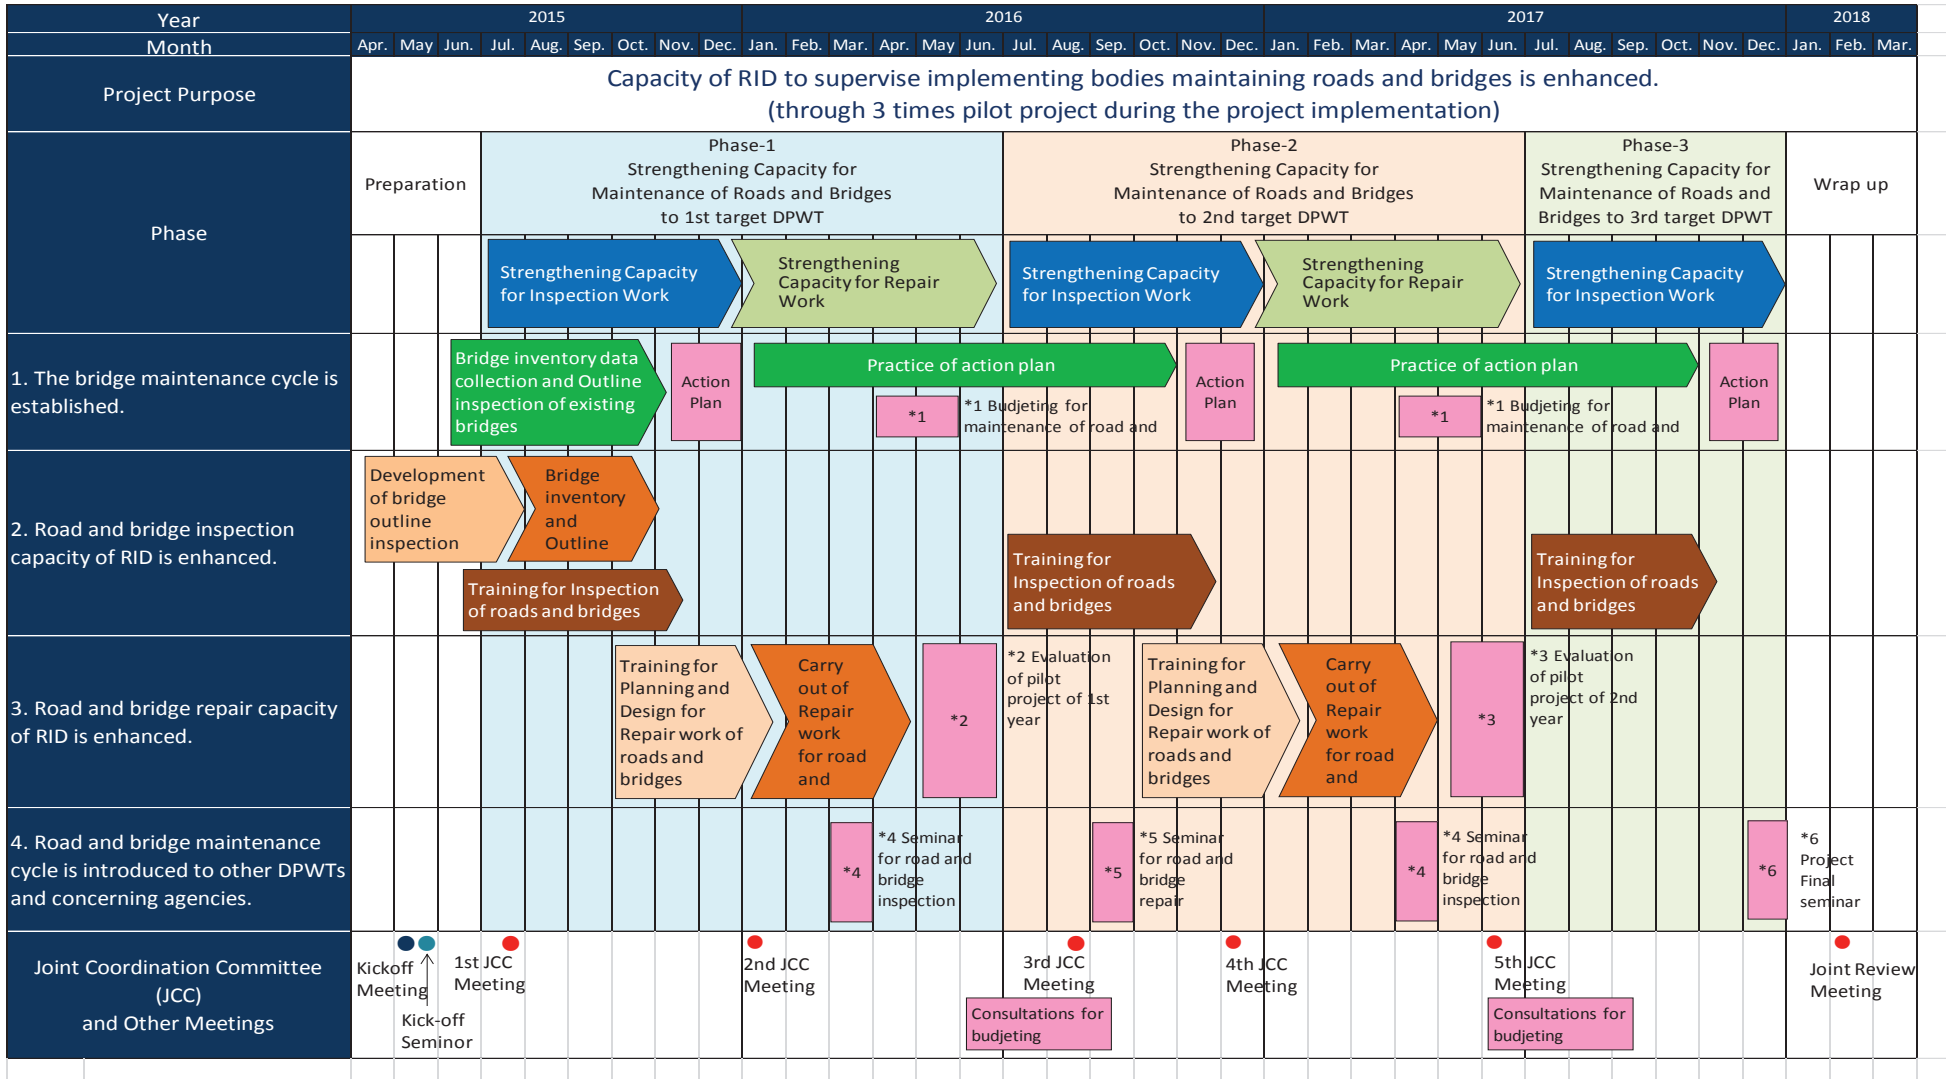 Year
2015
2016
2017
2018
Month
Apr. May Jun. Jul. Aug. Sep. Oct. Nov. Dec. Jan. Feb. Mar. Apr. May Jun. Jul. Aug. Sep. Oct. Nov. Dec. Jan. Feb. Mar. Apr. May Jun. Jul. Aug. Sep. Oct. Nov. Dec. Jan. Feb. Mar.
Project Purpose
Capacity of RID to supervise implementing bodies maintaining roads and bridges is enhanced.
(through 3 times pilot project during the project implementation)
Phase
Preparation
Phase-1
Strengthening Capacity for
Maintenance of Roads and Bridges
to 1st target DPWT
Phase-2
Strengthening Capacity for
Maintenance of Roads and Bridges
to 2nd target DPWT
Phase-3
Strengthening Capacity for
Maintenance of Roads and
Bridges to 3rd target DPWT
Wrap up
Strengthening Capacity
for Inspection Work
Strengthening
Capacity for Repair
Work
Strengthening Capacity
for Inspection Work
Strengthening
Capacity for Repair
Work
Strengthening Capacity
for Inspection Work
1. The bridge maintenance cycle is
established.
Bridge inventory data
collection and Outline
inspection of existing
bridges
Action
Plan
Practice of action plan
*1
*1 Budjeting for
maintenance of road and
Action
Plan
Practice of action plan
*1
*1 Budjeting for
maintenance of road and
Action
Plan
2. Road and bridge inspection
capacity of RID is enhanced.
Development
of bridge
outline
inspection
Bridge
inventory
and
Outline
Training for Inspection
of roads and bridges
Training for
Inspection of roads
and bridges
Training for
Inspection of roads
and bridges
3. Road and bridge repair capacity
of RID is enhanced.
Training for
Planning and
Design for
Repair work of
roads and
bridges
Carry
out of
Repair
work
for road
and
*2
*2 Evaluation
of pilot
project of 1st
year
Training for
Planning and
Design for
Repair work of
roads and
bridges
Carry
out of
Repair
work
for road
and
*3
*3 Evaluation
of pilot
project of 2nd
year
4. Road and bridge maintenance
cycle is introduced to other DPWTs
and concerning agencies.
*4
*4 Seminar
for road and
bridge
inspection
*5
*5 Seminar
for road and
bridge
repair
*4
*4 Seminar
for road and
bridge
inspection
*6
*6
Project
Final
seminar
Joint Coordination Committee
(JCC)
and Other Meetings
Kickoff
Meeting
Kick-off
Seminor
1st JCC
Meeting
2nd JCC
Meeting
3rd JCC
Meeting
Consultations for
budjeting
4th JCC
Meeting
5th JCC
Meeting
Consultations for
budjeting
Joint Review
Meeting